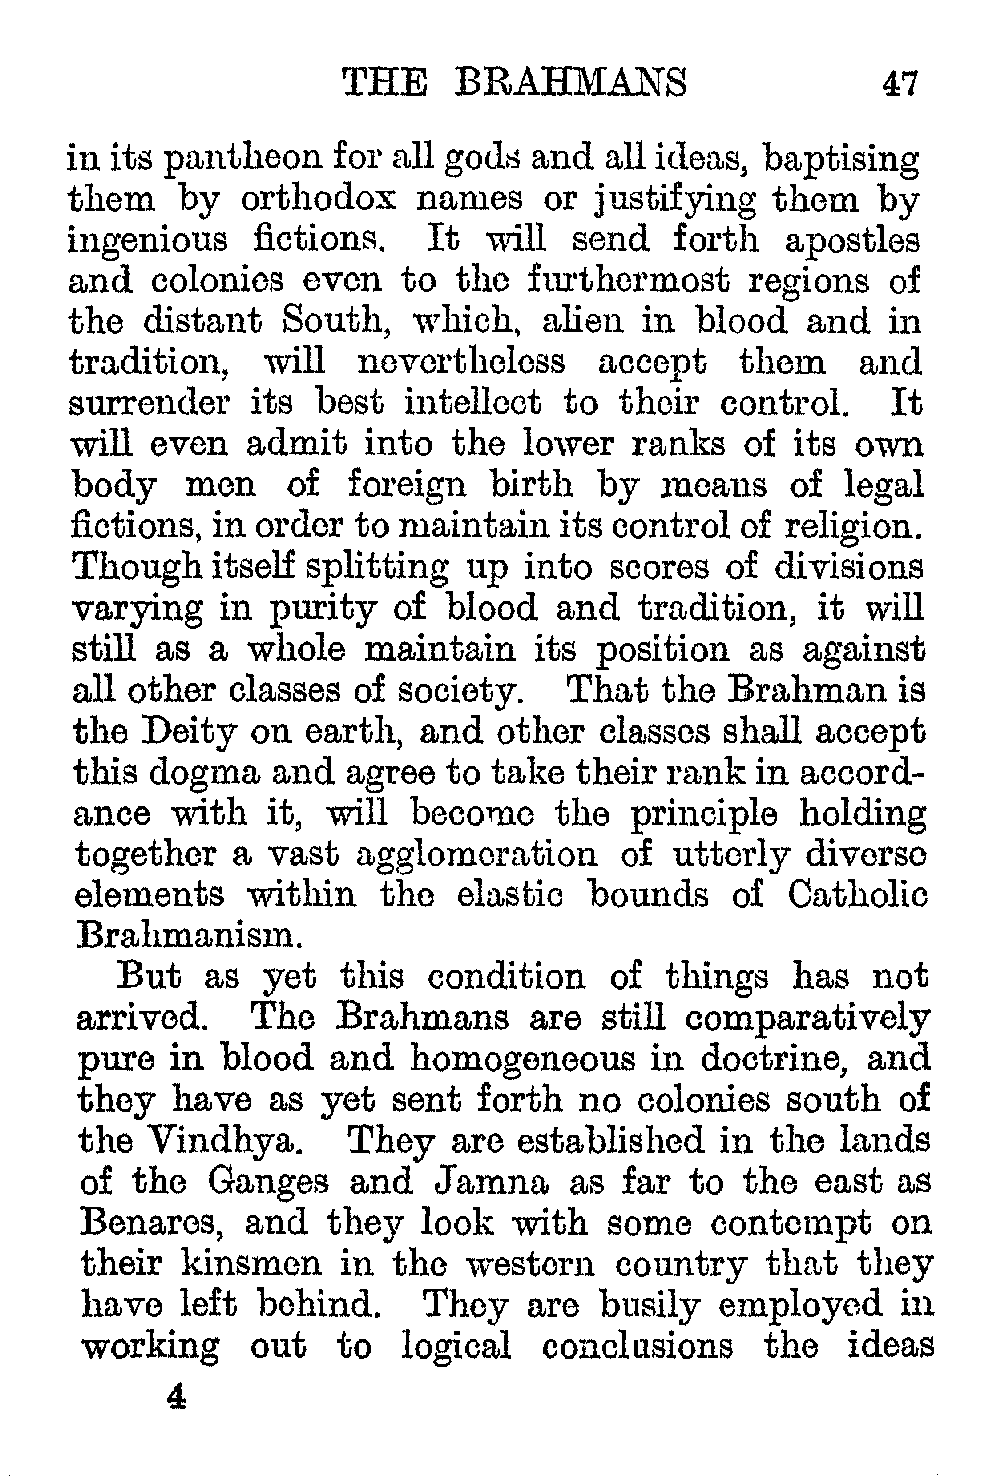 THE BRAHMANS 47
in its pantheon for all gods and all ideas, baptising
them by orthodox names or justifying them by
ingenious fictions. It will send forth apostles
and colonies even to the furthermost regions of
the distant South, which, alien in blood and in
tradition, will nevertheless accept them and
surrender its best intellect to their control. It
will even admit into the lower ranks of its own
body men of foreign birth by means of legal
fictions, in order to maintain its control of religion.
Though itself splitting up into scores of divisions
varying in purity of blood and tradition, it will
still as a whole maintain its position as against
all other classes of society. That the Brahman is
the Deity on earth, and other classes shall accept
this dogma and agree to take their rank in accord-
ance with it, will become the principle holding
together a vast agglomeration of utterly diverse
elements within the elastic bounds of Catholic
Brahmanism.
But as yet this condition of things has not
arrived. The Brahmans are still comparatively
pure in blood and homogeneous in doctrine, and
they have as yet sent forth no colonies south of
the Vindhya. They are established in the lands
of the Ganges and Jamna as far to the east as
Benares, and they look with some contempt on
their kinsmen in the western country that they
have left behind. They are busily employed in
working out to logical conclusions the ideas
4